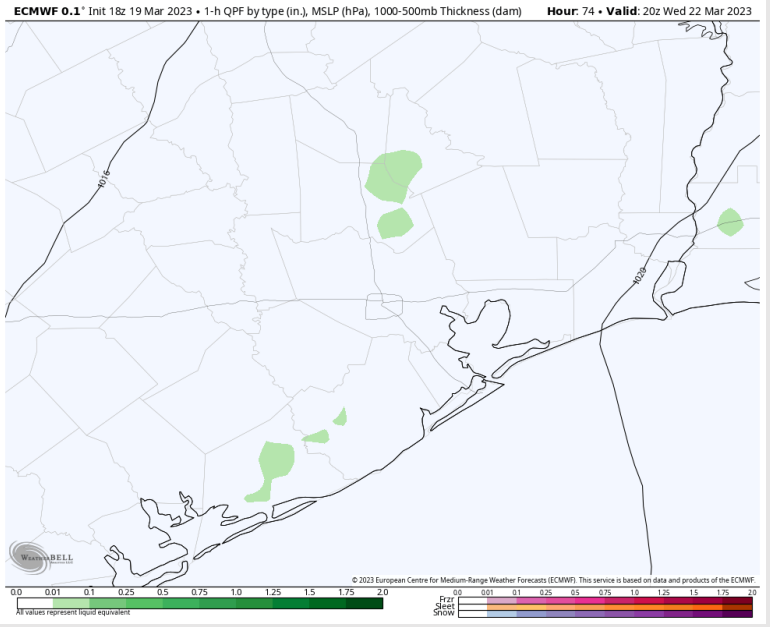 ECMWF 0.1° Init 18z 19 Mar 2023 • 1-h QPF by type (in.), MSLP (hPa), 1000-500mb Thickness (dam) Hour: 74 • Valid: 20z Wed 22 Mar 2023
1016
1020
WEATHERBELL
© 2023 European Centre for Medium-Range Weather Forecasts (ECMWF). This service is based on data and products of the ECMWF.
0.0 0.01 0.1 0.25 0.5 0.75 1.0 1.25 1.5 1.75 2.0
0.0 0.01 0.1 0.25 0.5 0.75 1.0 1.25 1.5 1.75 2.0
Frzr
Sleet
Snow
All values represent liquid equivalent